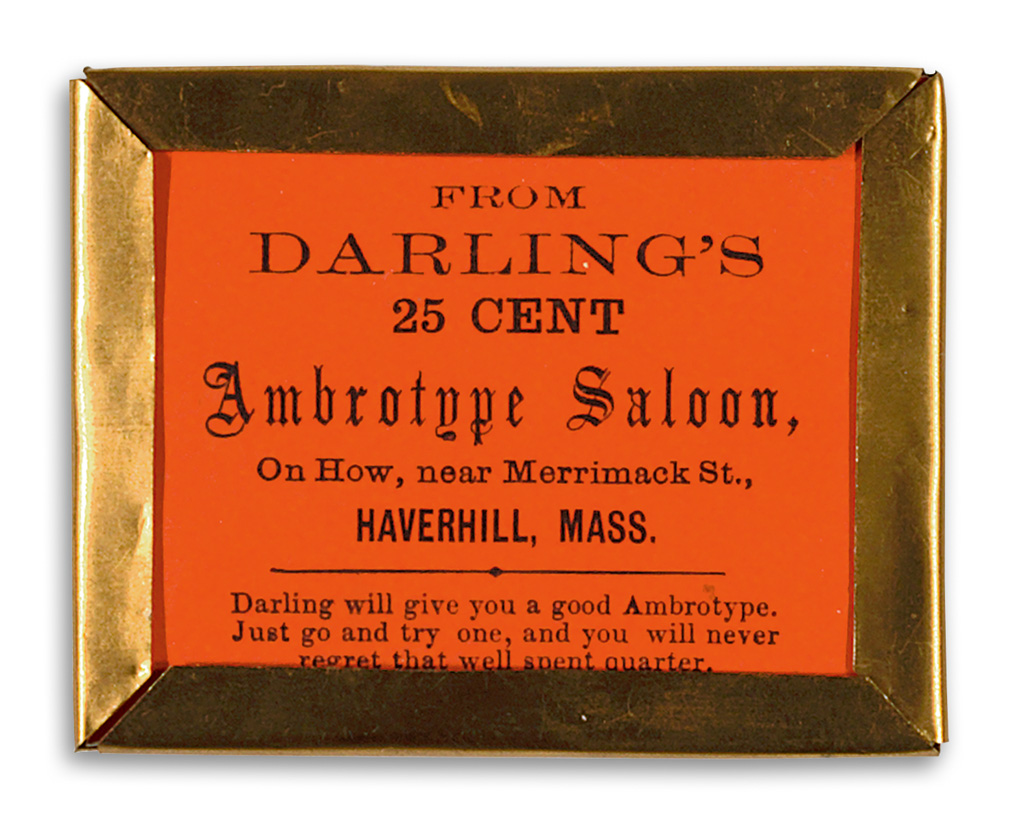 FROM
DARLING'S
25 CENT
Ambrotype Saloon,
On How, near Merrimack St.,
HAVERHILL, MASS.
Darling will give you a good Ambrotype.
Just go and try one, and you will never
regret that well spent quarter.